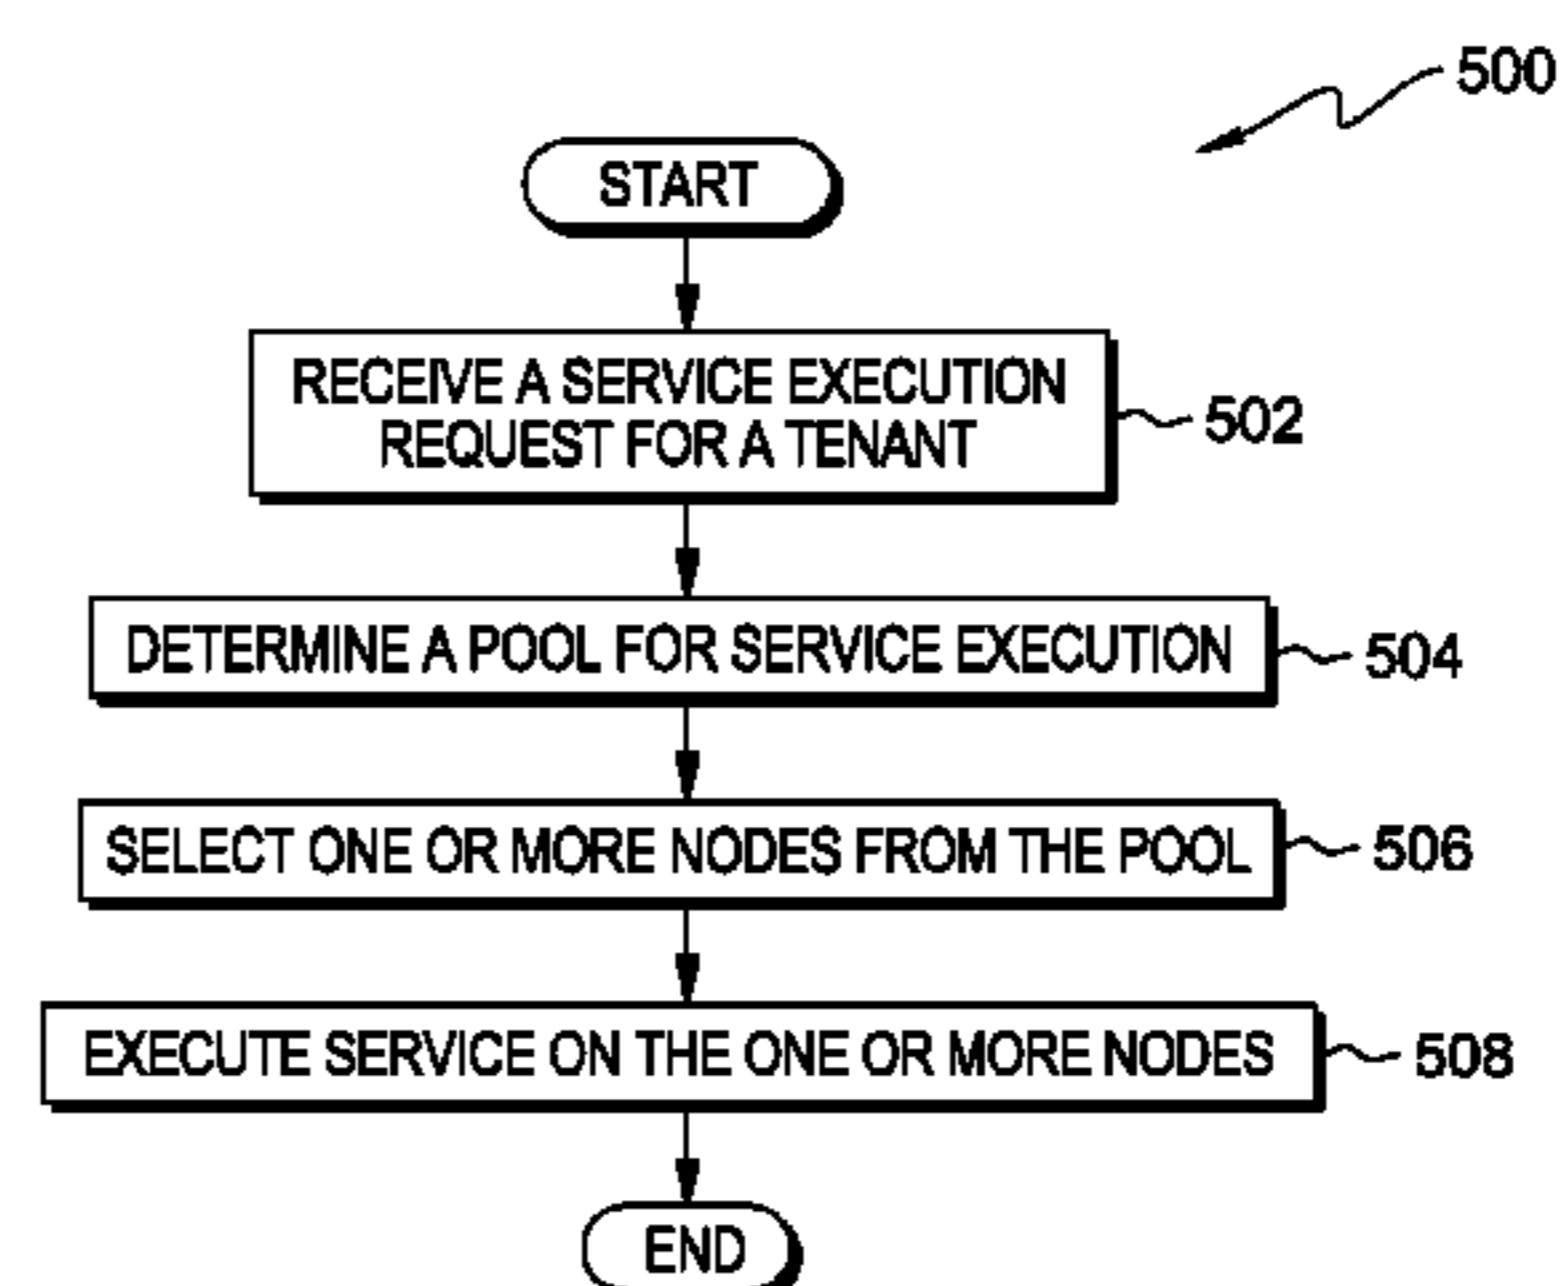 500
START
RECEIVE A SERVICE EXECUTION
REQUEST FOR A TENANT
502
DETERMINE A POOL FOR SERVICE EXECUTION
504
SELECT ONE OR MORE NODES FROM THE POOL
506
EXECUTE SERVICE ON THE ONE OR MORE NODES
508
END